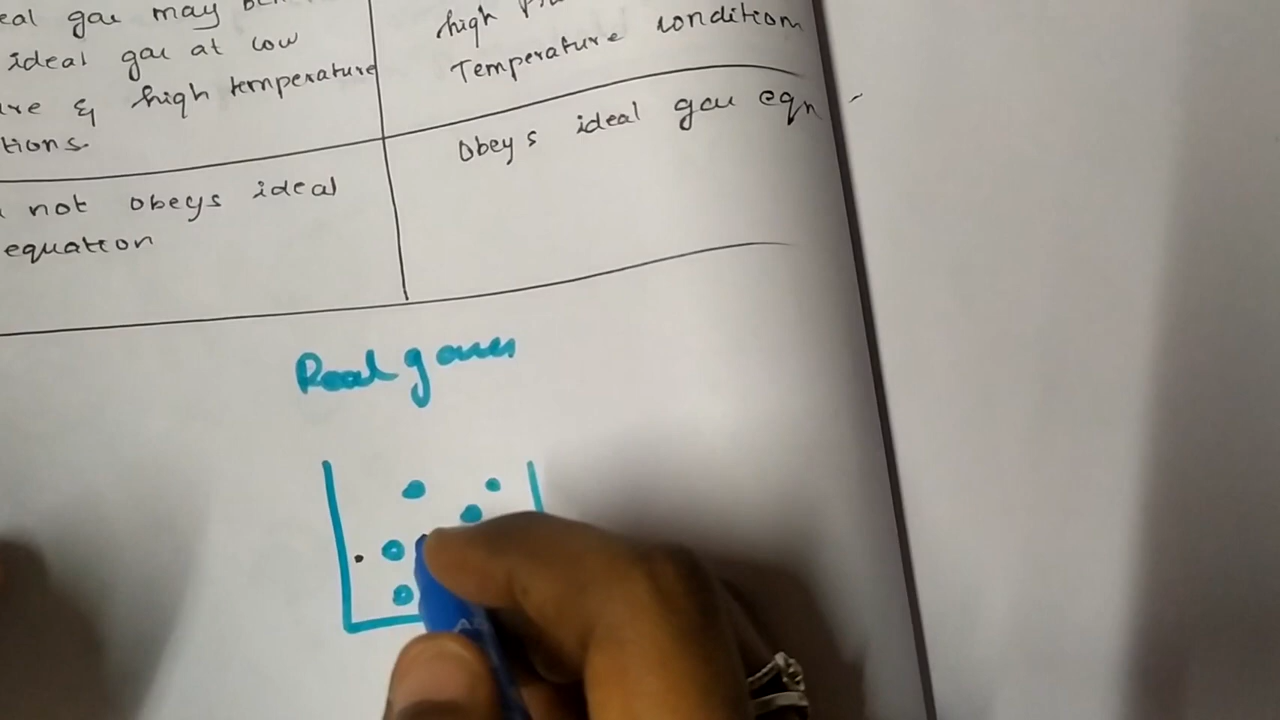 gas may
ideal gas at low
& high temperature
tions
not obeys ideal
equation
high
Temperature condition
Obeys ideal gas eqn
Real gases